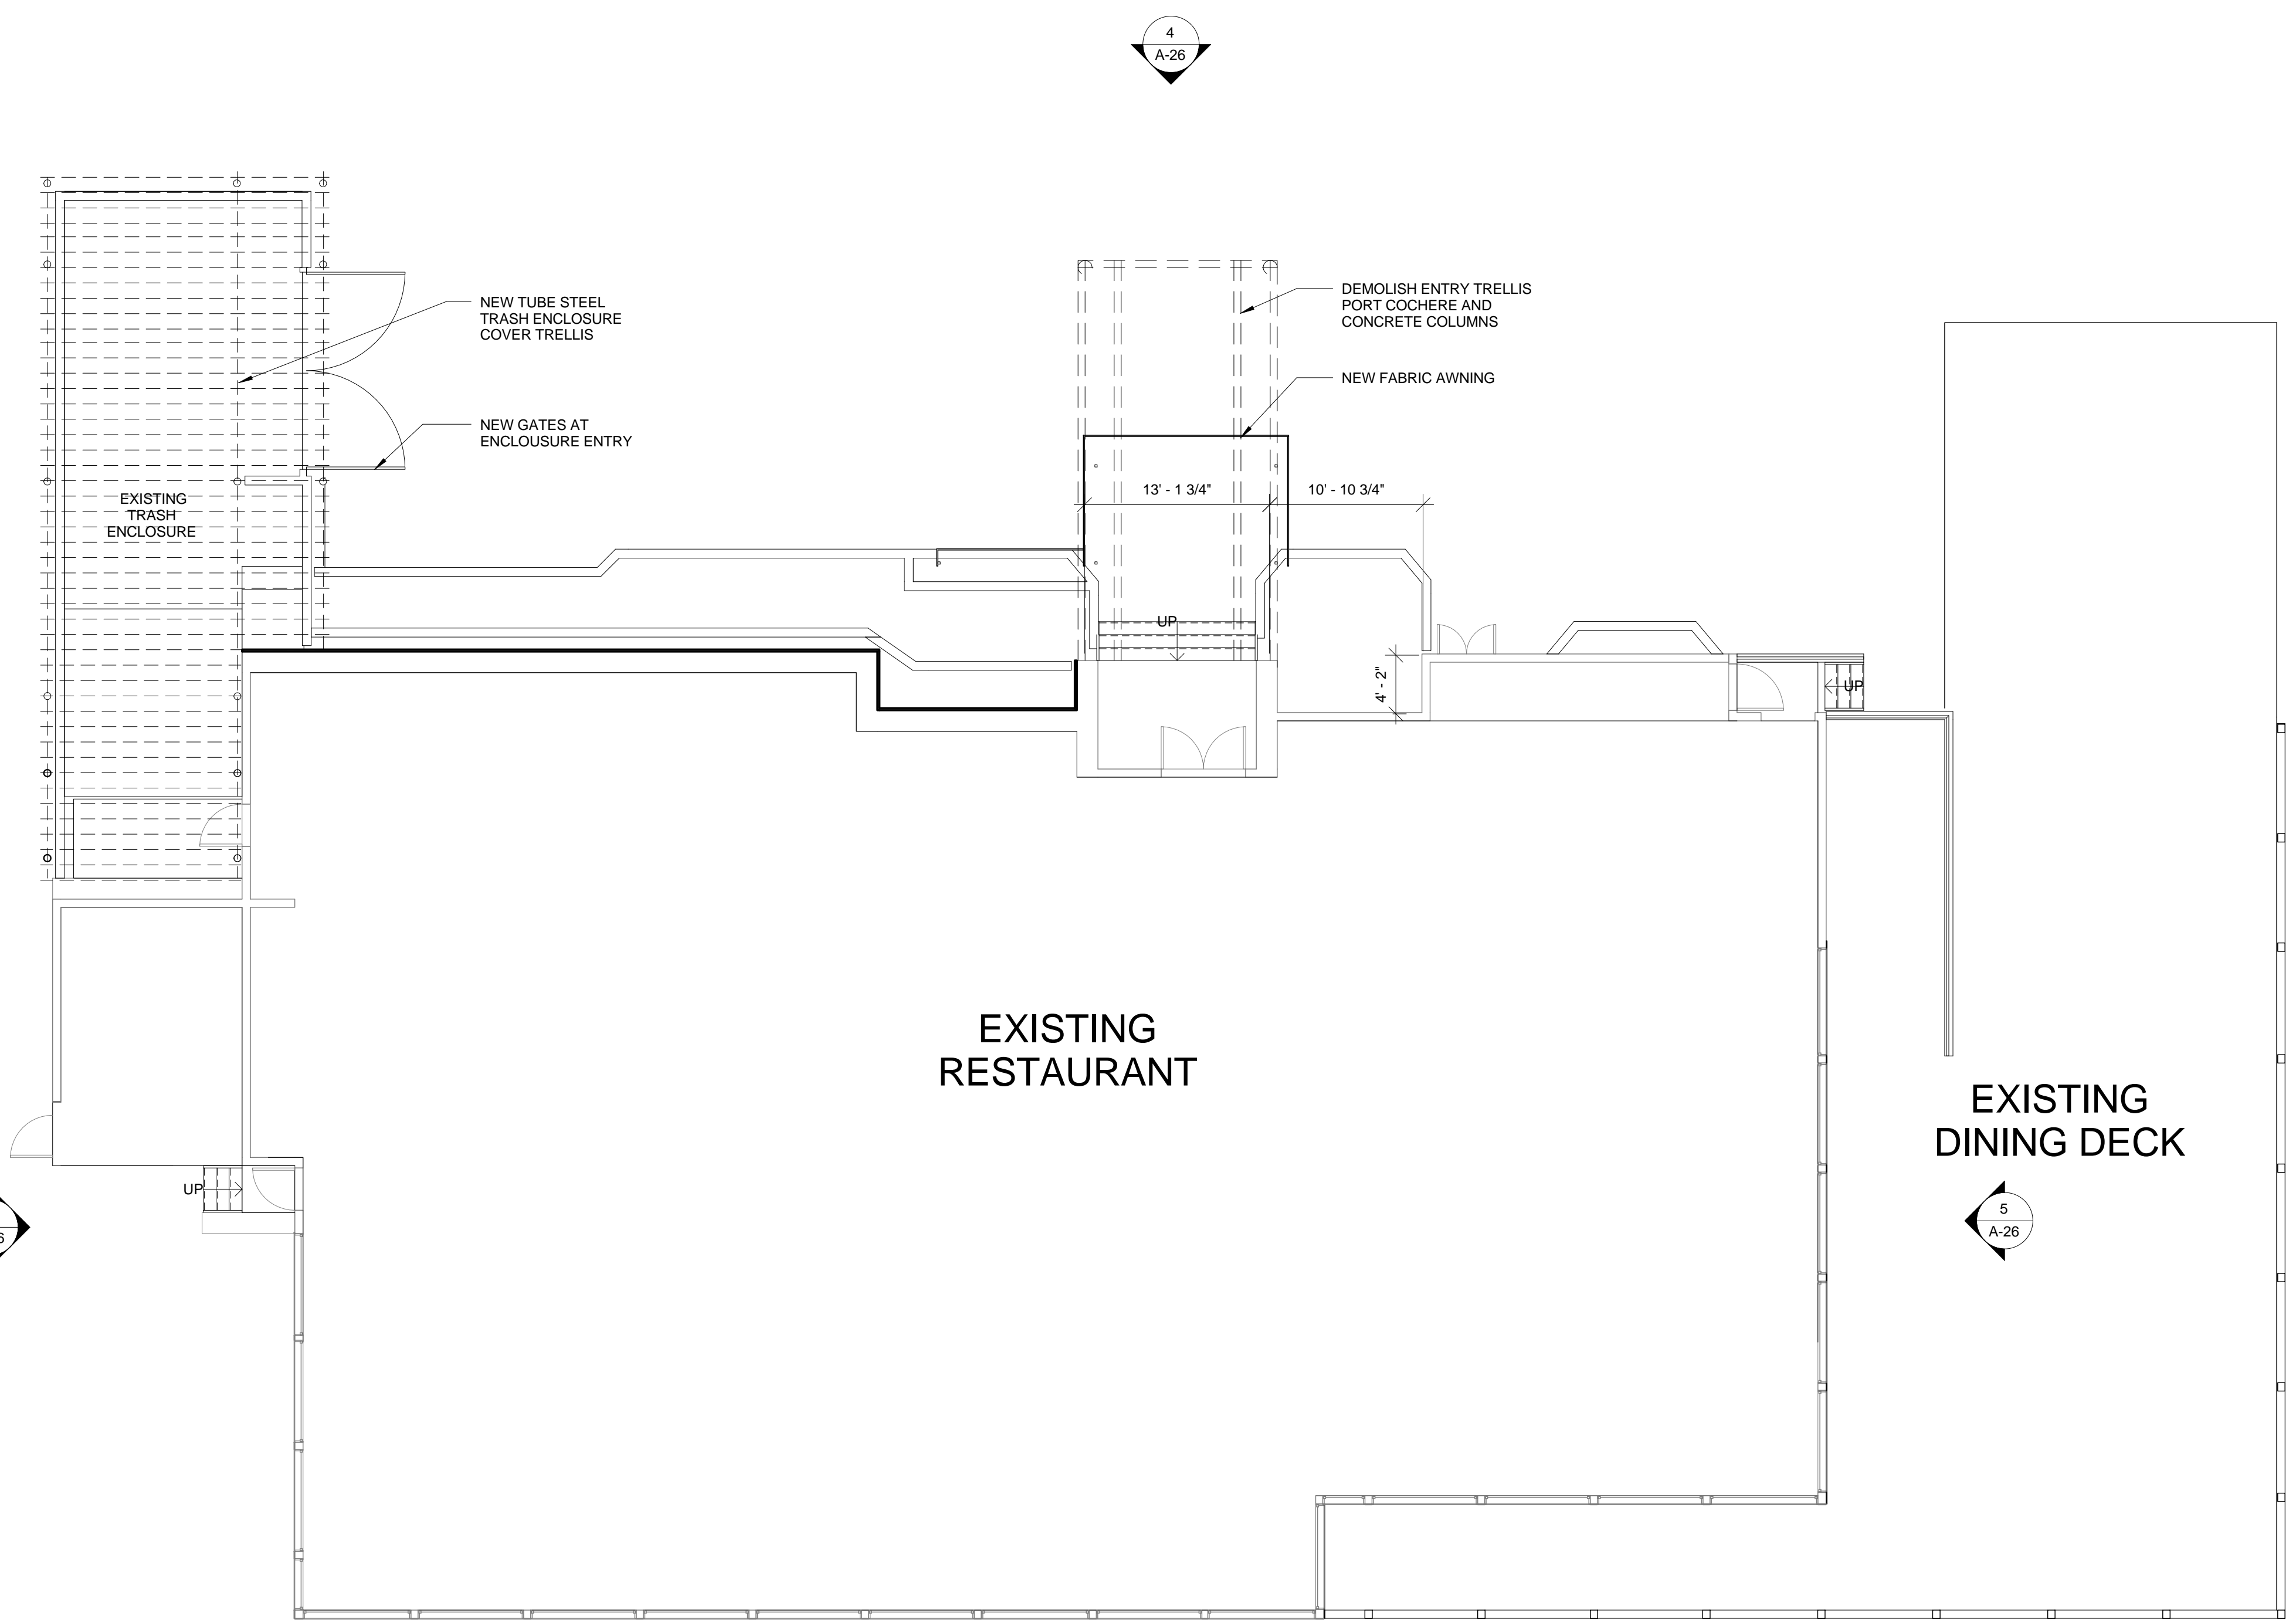 4
A-26
NEW TUBE STEEL
TRASH ENCLOSURE
COVER TRELLIS
DEMOLISH ENTRY TRELLIS
PORT COCHERE AND
CONCRETE COLUMNS
NEW FABRIC AWNING
NEW GATES AT
ENCLOUSURE ENTRY
EXISTING
TRASH
ENCLOSURE
13' - 1 3/4"
10' - 10 3/4"
UP
4' - 2"
UP
EXISTING
RESTAURANT
EXISTING
DINING DECK
UP
5
A-26
6